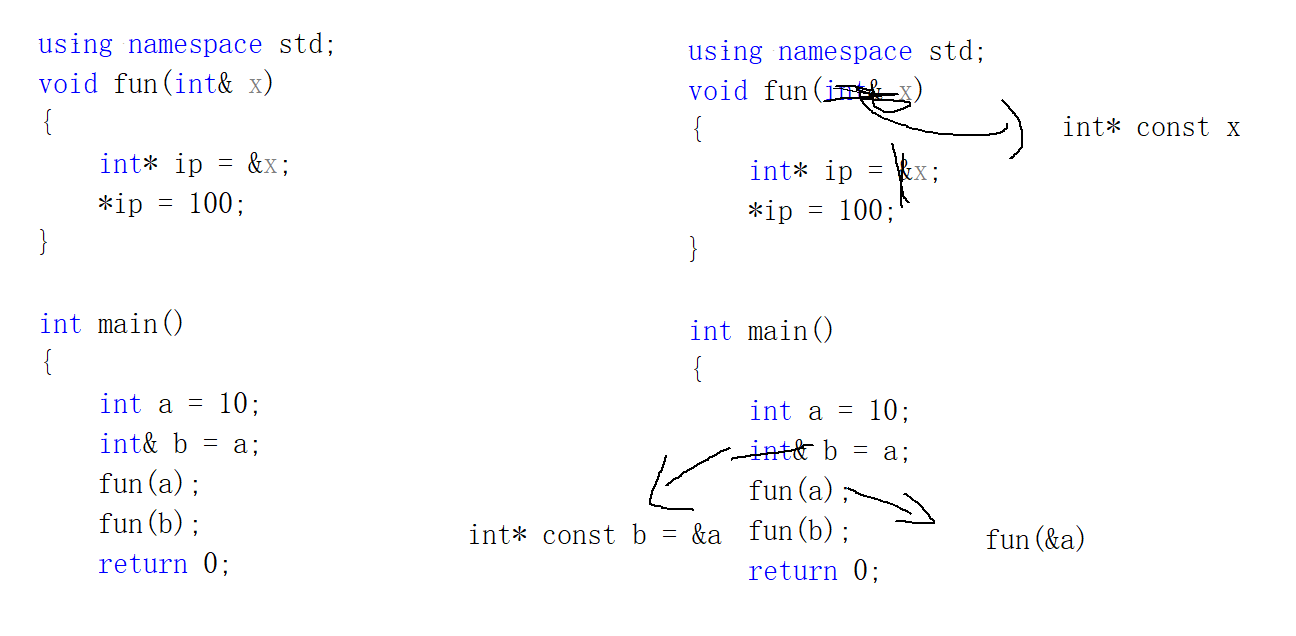 using namespace std;
void fun(int& x)
{
int* ip = &x;
*ip = 100;
}
int main()
{
int a = 10;
int& b = a;
fun(a);
fun(b);
return 0;
using namespace std;
void fun(int& x)
int* const x
{
int* ip = &x;
*ip = 100;
}
int main()
{
int a = 10;
int& b = a;
int* const b = &a
fun(a);
fun(&a)
fun(b);
return 0;